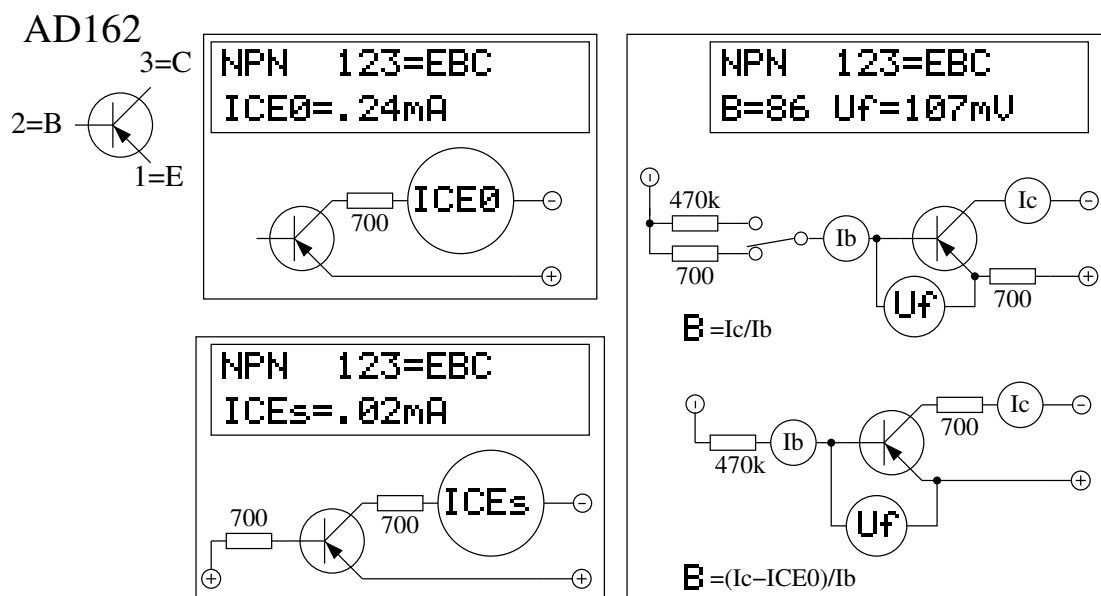 AD162
3=C
2=B
1=E
NPN 123=EBC
ICE0=.24mA
ICE0
700
−
+
NPN 123=EBC
ICEs=.02mA
ICEs
700
700
−
+
+
NPN 123=EBC
B=86 Uf=107mV
−
470k
700
Ib
Ic
−
+
700
Uf
B=Ic/Ib
−
470k
Ib
700
Ic
−
+
Uf
B=(Ic−ICE0)/Ib